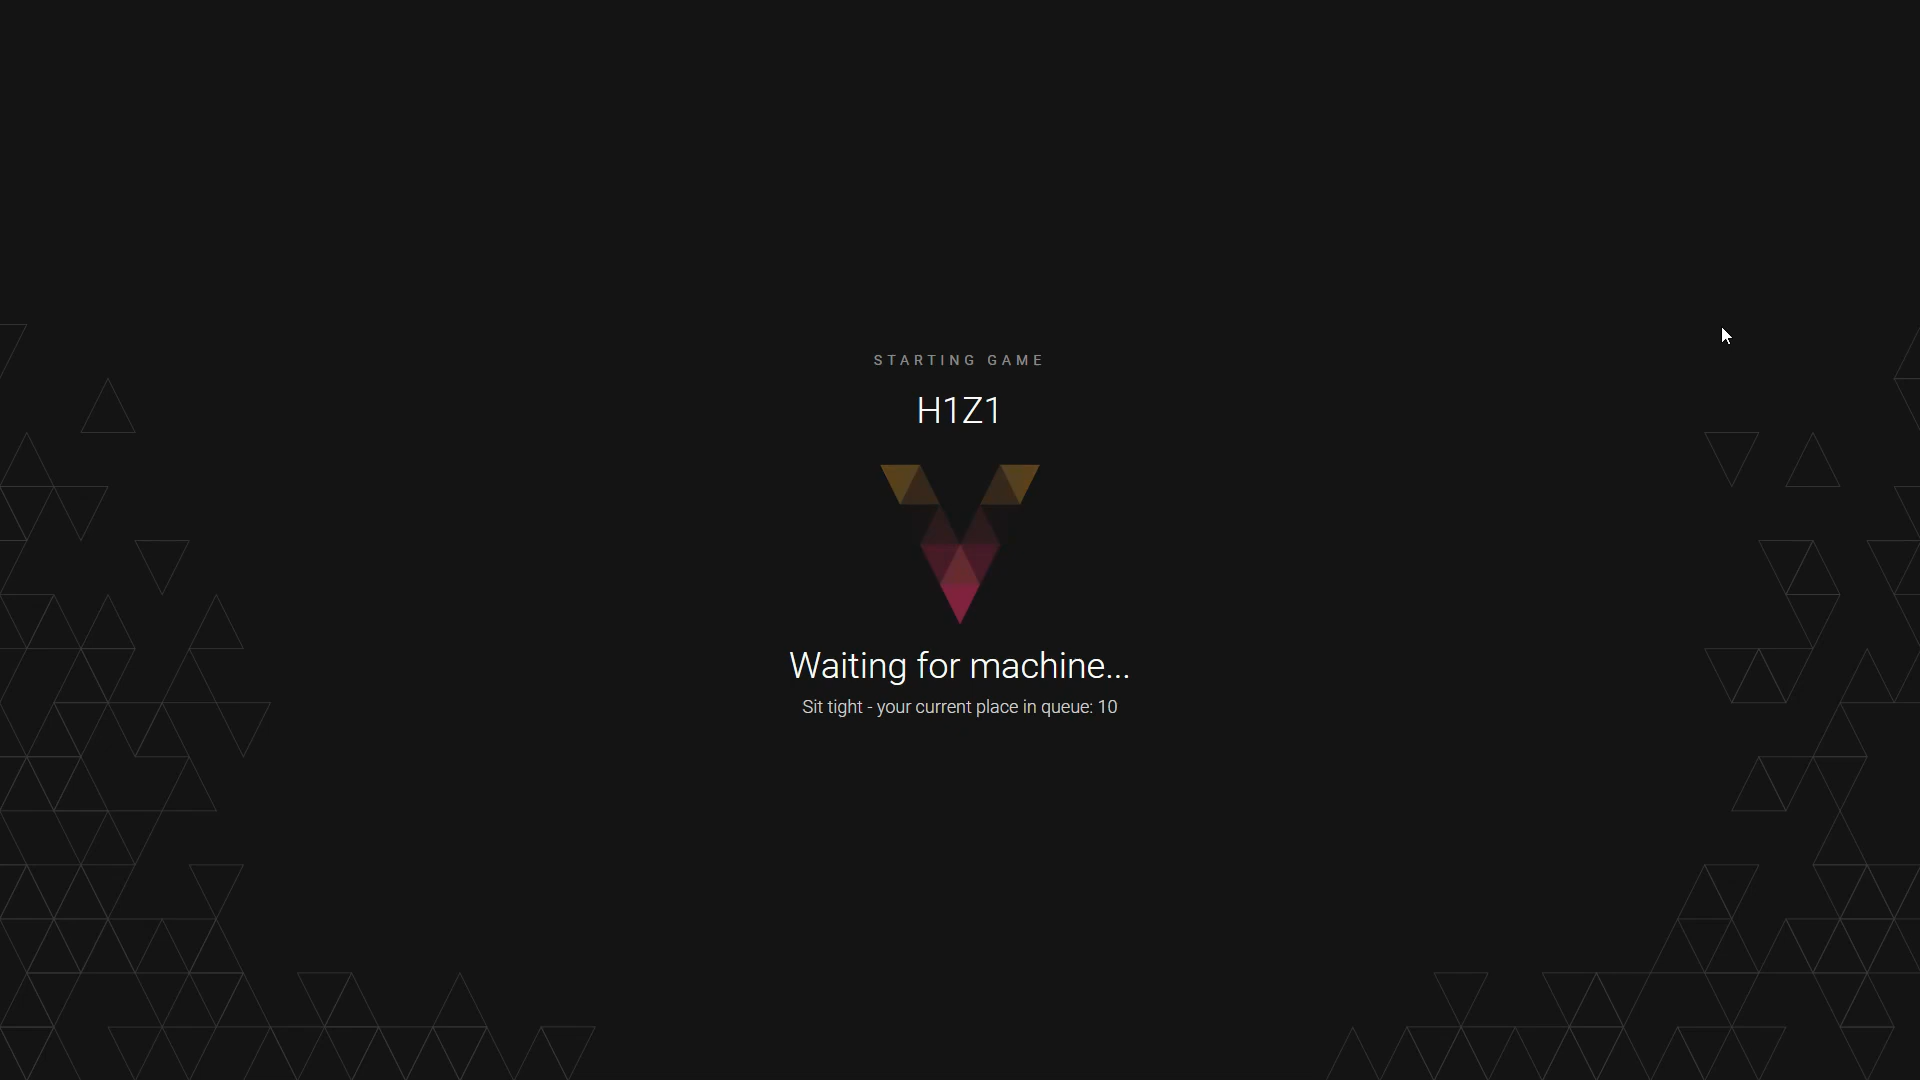 STARTING GAME
H1Z1
Waiting for machine...
Sit tight - your current place in queue: 10